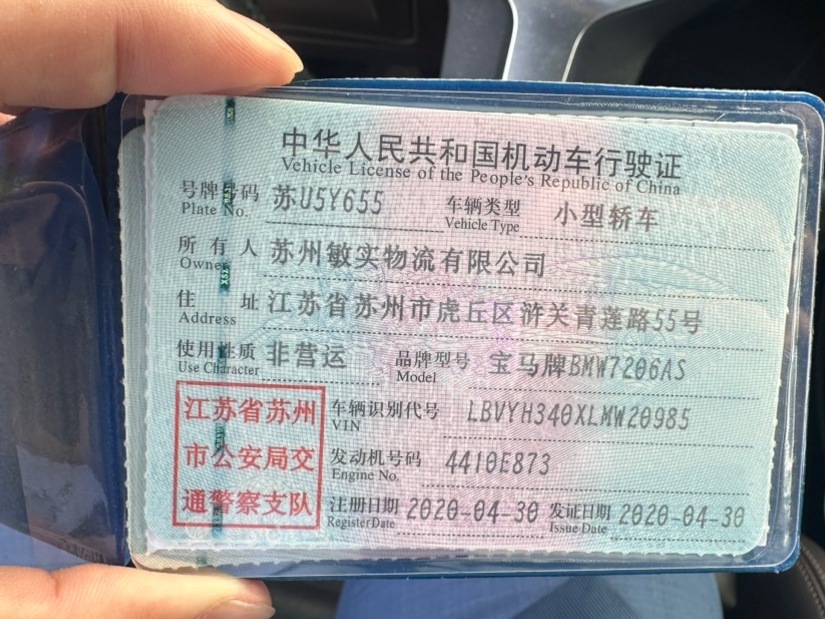 中华人民共和国机动车行驶证
Vehicle License of the People's Republic of China
号牌号码 苏U5Y655 车辆类型 小型轿车
Plate No. Vehicle Type
所有人 苏州敏实物流有限公司
Owner
住址 江苏省苏州市虎丘区浒关青莲路55号
Address
使用性质 非营运 品牌型号 宝马牌BMW7206AS
Use Character Model
江苏省苏州 车辆识别代号 LBVYH340XLMW20985
VIN
市公安局交 发动机号码 4410E873
Engine No.
通警察支队 注册日期 2020-04-30 发证日期 2020-04-30
Register Date Issue Date